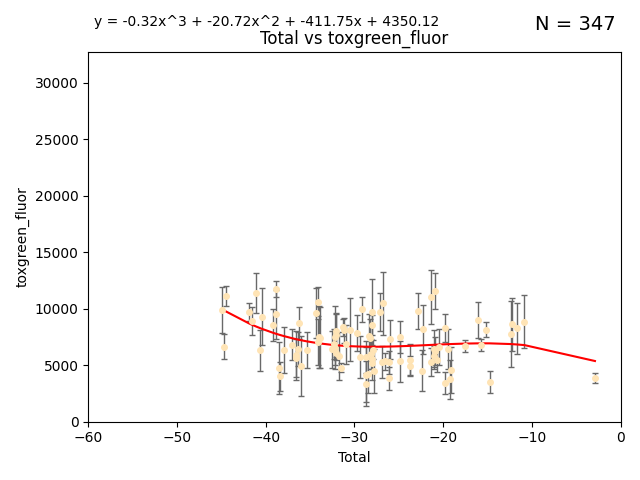 y = -0.32x^3 + -20.72x^2 + -411.75x + 4350.12
N = 347
Total vs toxgreen_fluor
30000
25000
20000
15000
10000
5000
0
toxgreen_fluor
−60
−50
−40
−30
−20
−10
0
Total